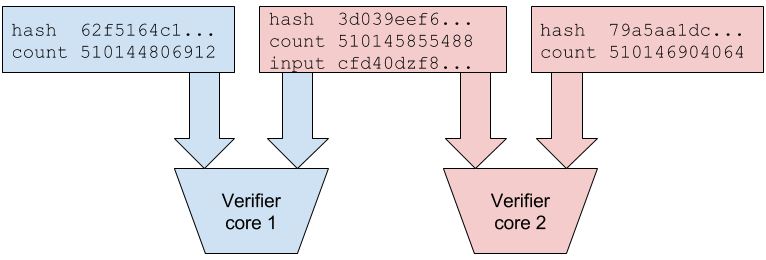 hash  62f5164c1...
count 510144806912
hash  3d039eef6...
count 510145855488
input cfd40dzf8...
hash  79a5aa1dc...
count 510146904064
Verifier
core 1
Verifier
core 2